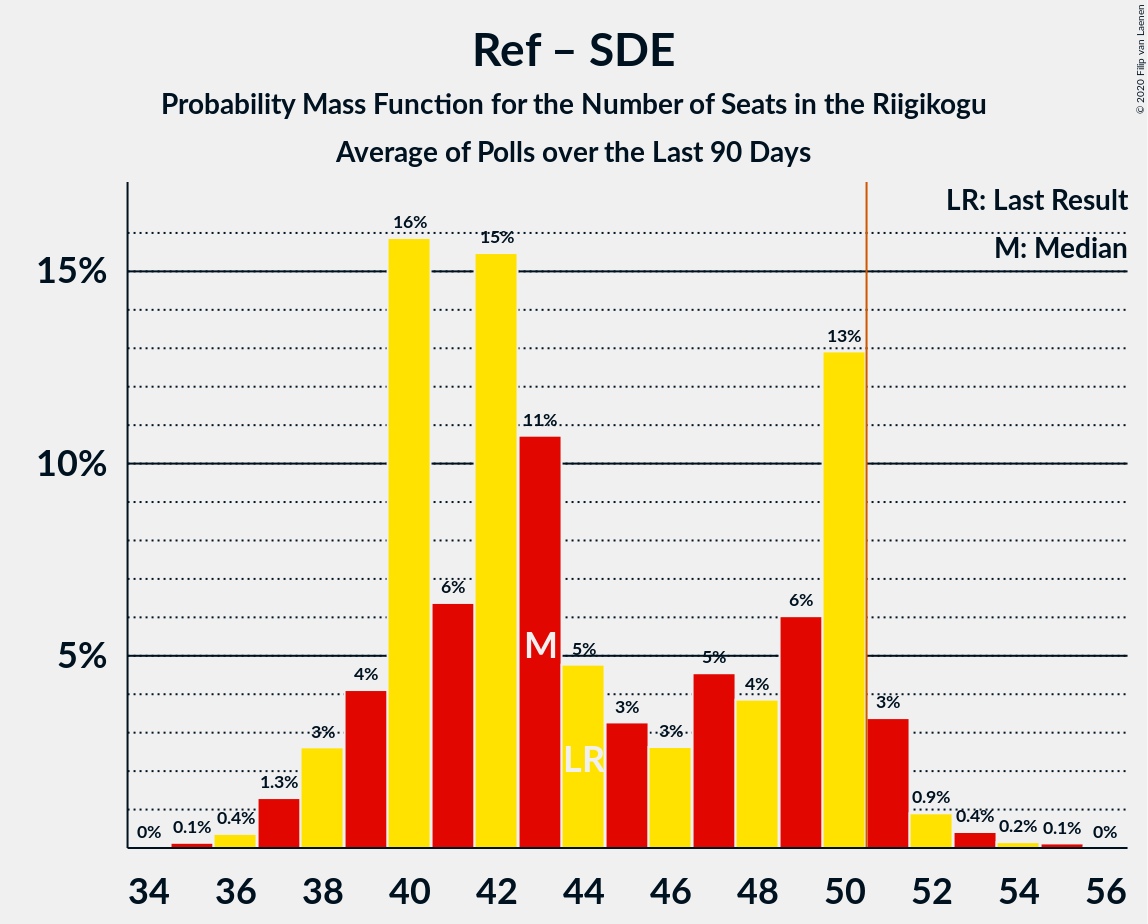 Ref – SDE
Probability Mass Function for the Number of Seats in the Riigikogu
Average of Polls over the Last 90 Days
© 2020 Filip van Laenen
LR: Last Result
M: Median
15%
10%
5%
0%
0.1%
0.4%
1.3%
3%
4%
16%
6%
15%
11%
5%
3%
3%
5%
4%
6%
13%
3%
0.9%
0.4%
0.2%
0.1%
0%
M
LR
34 36 38 40 42 44 46 48 50 52 54 56